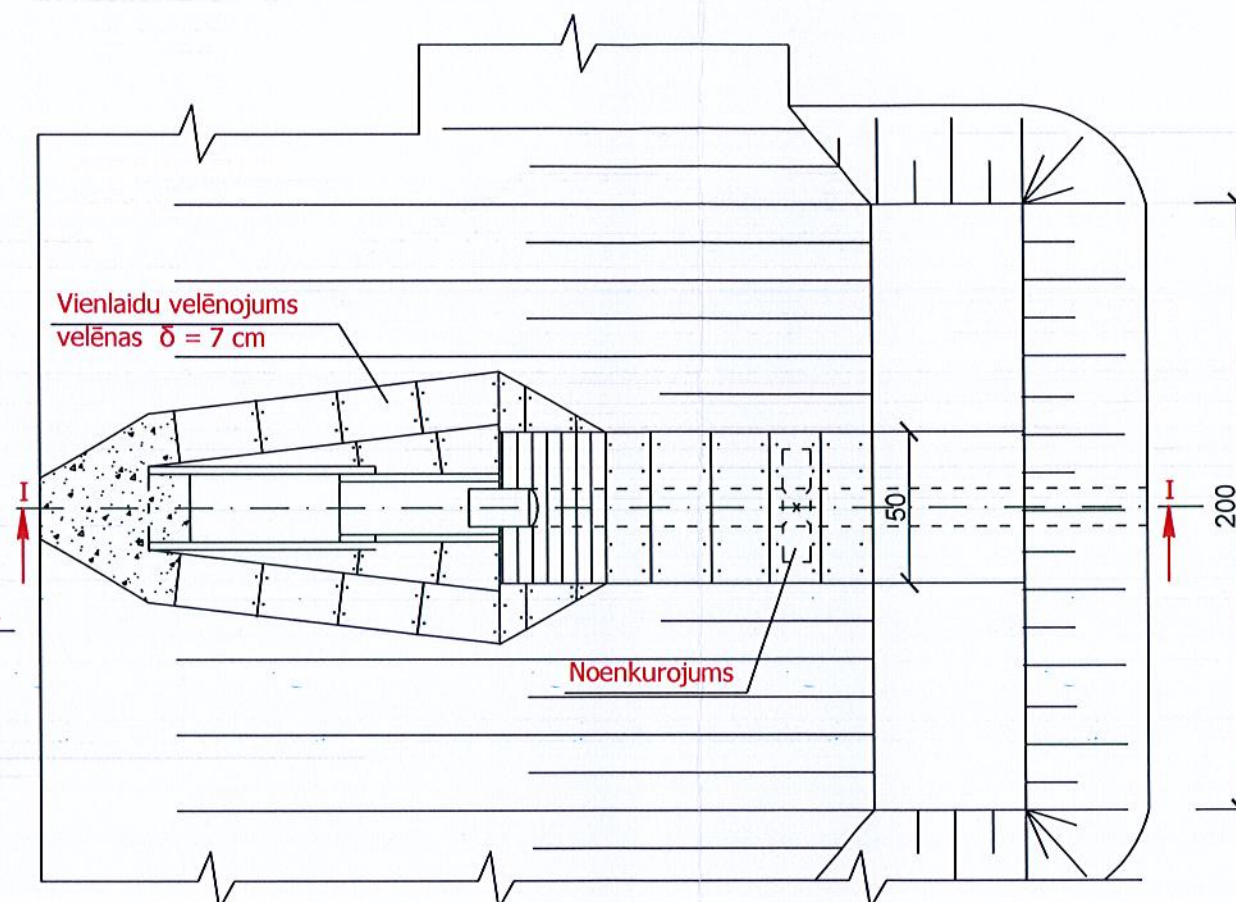 Vienlaidu velēnojums
velēnas δ = 7 cm
I
I
50
200
Noenkurojums